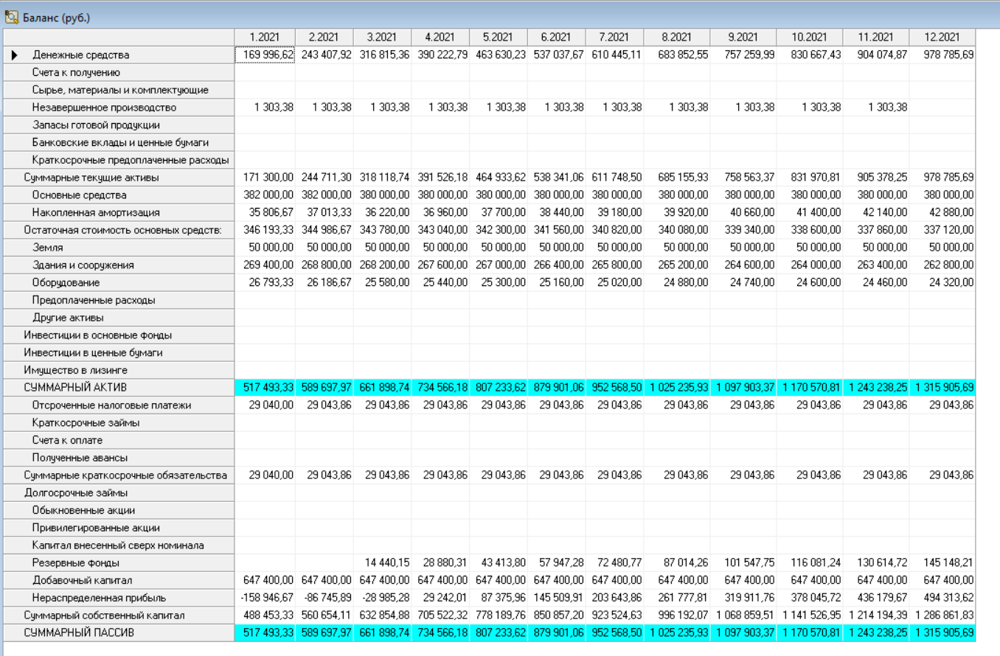 Баланс (руб.)
1.2021 2.2021 3.2021 4.2021 5.2021 6.2021 7.2021 8.2021 9.2021 10.2021 11.2021 12.2021
Денежные средства 169 996,62 243 407,92 316 815,36 390 222,79 463 630,23 537 037,67 610 445,11 683 852,55 757 259,99 830 667,43 904 074,87 978 785,69
Счета к получению
Сырье, материалы и комплектующие
Незавершенное производство 1 303,38 1 303,38 1 303,38 1 303,38 1 303,38 1 303,38 1 303,38 1 303,38 1 303,38 1 303,38 1 303,38
Запасы готовой продукции
Банковские вклады и ценные бумаги
Краткосрочные предоплаченные расходы
Суммарные текущие активы 171 300,00 244 711,30 318 118,74 391 526,18 464 933,62 538 341,06 611 748,50 685 155,93 758 563,37 831 970,81 905 378,25 978 785,69
Основные средства 382 000,00 382 000,00 380 000,00 380 000,00 380 000,00 380 000,00 380 000,00 380 000,00 380 000,00 380 000,00 380 000,00 380 000,00
Накопленная амортизация 35 806,67 37 013,33 36 220,00 36 960,00 37 700,00 38 440,00 39 180,00 39 920,00 40 660,00 41 400,00 42 140,00 42 880,00
Остаточная стоимость основных средств: 346 193,33 344 986,67 343 780,00 343 040,00 342 300,00 341 560,00 340 820,00 340 080,00 339 340,00 338 600,00 337 860,00 337 120,00
Земля 50 000,00 50 000,00 50 000,00 50 000,00 50 000,00 50 000,00 50 000,00 50 000,00 50 000,00 50 000,00 50 000,00 50 000,00
Здания и сооружения 269 400,00 268 800,00 268 200,00 267 600,00 267 000,00 266 400,00 265 800,00 265 200,00 264 600,00 264 000,00 263 400,00 262 800,00
Оборудование 26 793,33 26 186,67 25 580,00 25 440,00 25 300,00 25 160,00 25 020,00 24 880,00 24 740,00 24 600,00 24 460,00 24 320,00
Предоплаченные расходы
Другие активы
Инвестиции в основные фонды
Инвестиции в ценные бумаги
Имущество в лизинге
СУММАРНЫЙ АКТИВ 517 493,33 589 697,97 661 898,74 734 566,18 807 233,62 879 901,06 952 568,50 1 025 235,93 1 097 903,37 1 170 570,81 1 243 238,25 1 315 905,69
Отсроченные налоговые платежи 29 040,00 29 043,86 29 043,86 29 043,86 29 043,86 29 043,86 29 043,86 29 043,86 29 043,86 29 043,86 29 043,86 29 043,86
Краткосрочные займы
Счета к оплате
Полученные авансы
Суммарные краткосрочные обязательства 29 040,00 29 043,86 29 043,86 29 043,86 29 043,86 29 043,86 29 043,86 29 043,86 29 043,86 29 043,86 29 043,86 29 043,86
Долгосрочные займы
Обыкновенные акции
Привилегированные акции
Капитал внесенный сверх номинала
Резервные фонды 14 440,15 28 880,31 43 413,80 57 947,28 72 480,77 87 014,26 101 547,75 116 081,24 130 614,72 145 148,21
Добавочный капитал 647 400,00 647 400,00 647 400,00 647 400,00 647 400,00 647 400,00 647 400,00 647 400,00 647 400,00 647 400,00 647 400,00 647 400,00
Нераспределенная прибыль -158 946,67 -86 745,89 -28 985,28 29 242,01 87 375,96 145 509,91 203 643,86 261 777,81 319 911,76 378 045,72 436 179,67 494 313,62
Суммарный собственный капитал 488 453,33 560 654,11 632 854,88 705 522,32 778 189,76 850 857,20 923 524,63 996 192,07 1 068 859,51 1 141 526,95 1 214 194,39 1 286 861,83
СУММАРНЫЙ ПАССИВ 517 493,33 589 697,97 661 898,74 734 566,18 807 233,62 879 901,06 952 568,50 1 025 235,93 1 097 903,37 1 170 570,81 1 243 238,25 1 315 905,69